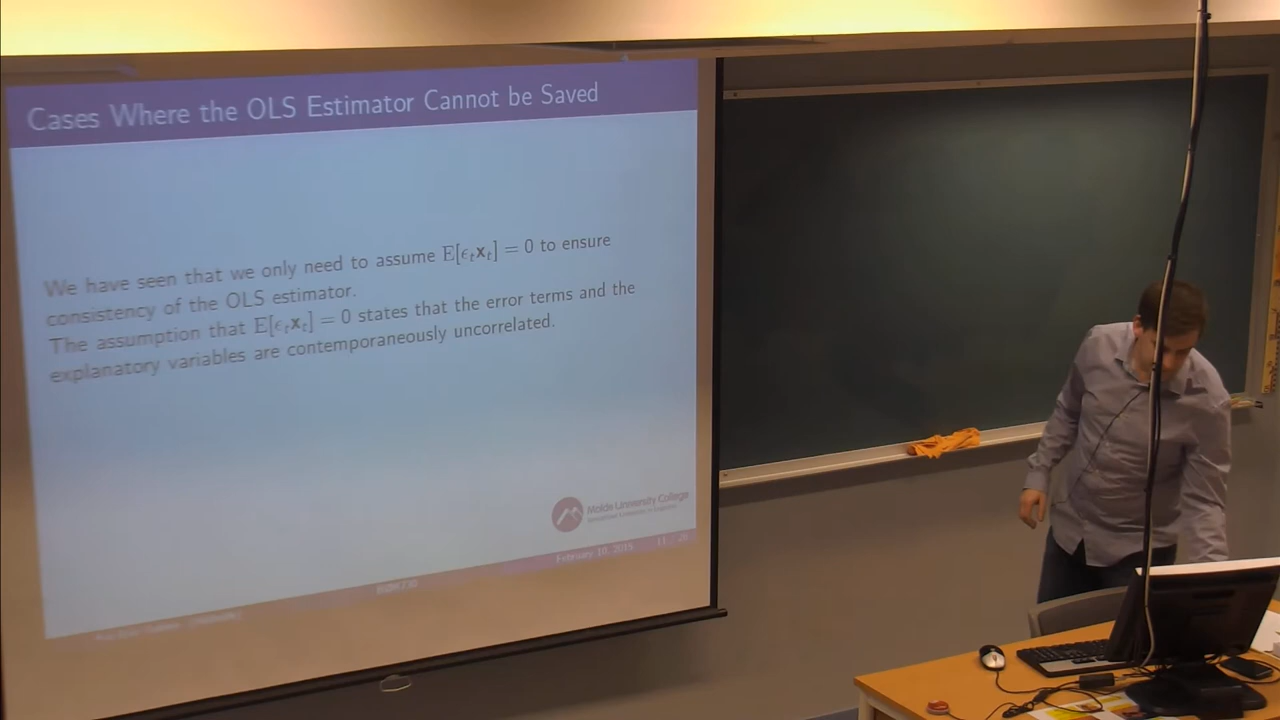 Cases Where the OLS Estimator Cannot be Saved
We have seen that we only need to assume E[ϵₜ𝐱ₜ] = 0 to ensure
consistency of the OLS estimator.
The assumption that E[ϵₜ𝐱ₜ] = 0 states that the error terms and the
explanatory variables are contemporaneously uncorrelated.
Molde University College
February 10, 2015